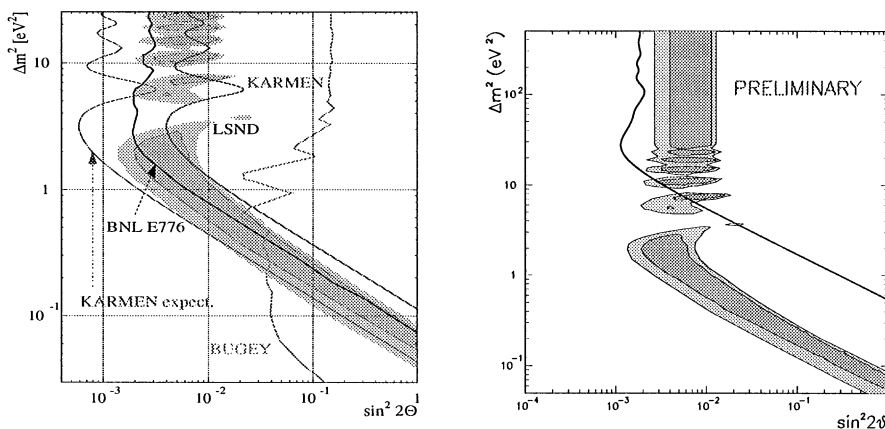 Δm² [eV²]
10
1
10⁻¹
KARMEN
LSND
BNL E776
KARMEN expect.
BUGEY
10⁻³ 10⁻² 10⁻¹ 1
sin² 2Θ
Δm² (eV²)
10²
10
1
10⁻¹
PRELIMINARY
10⁻⁴ 10⁻³ 10⁻² 10⁻¹
sin²2ϑ